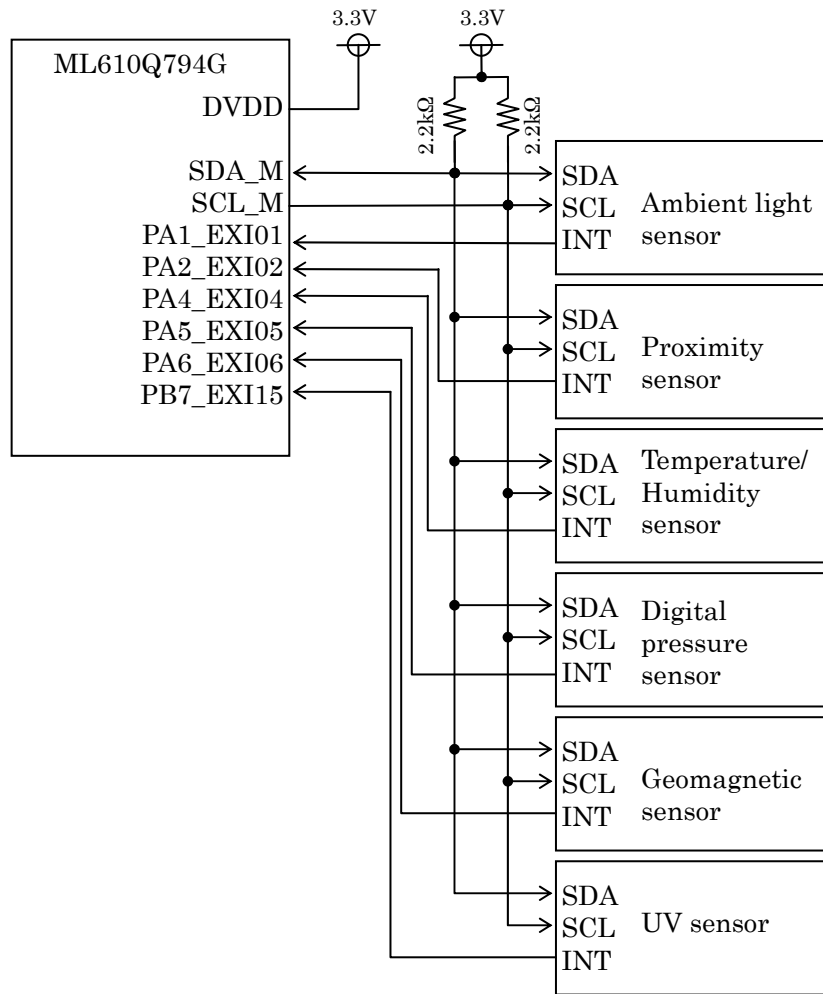 3.3V
3.3V
ML610Q794G
DVDD
2.2kΩ
2.2kΩ
SDA_M
SCL_M
PA1_EXI01
PA2_EXI02
PA4_EXI04
PA5_EXI05
PA6_EXI06
PB7_EXI15
SDA
SCL
INT
Ambient light
sensor
SDA
SCL
INT
Proximity
sensor
SDA
SCL
INT
Temperature/
Humidity
sensor
SDA
SCL
INT
Digital
pressure
sensor
SDA
SCL
INT
Geomagnetic
sensor
SDA
SCL
INT
UV sensor